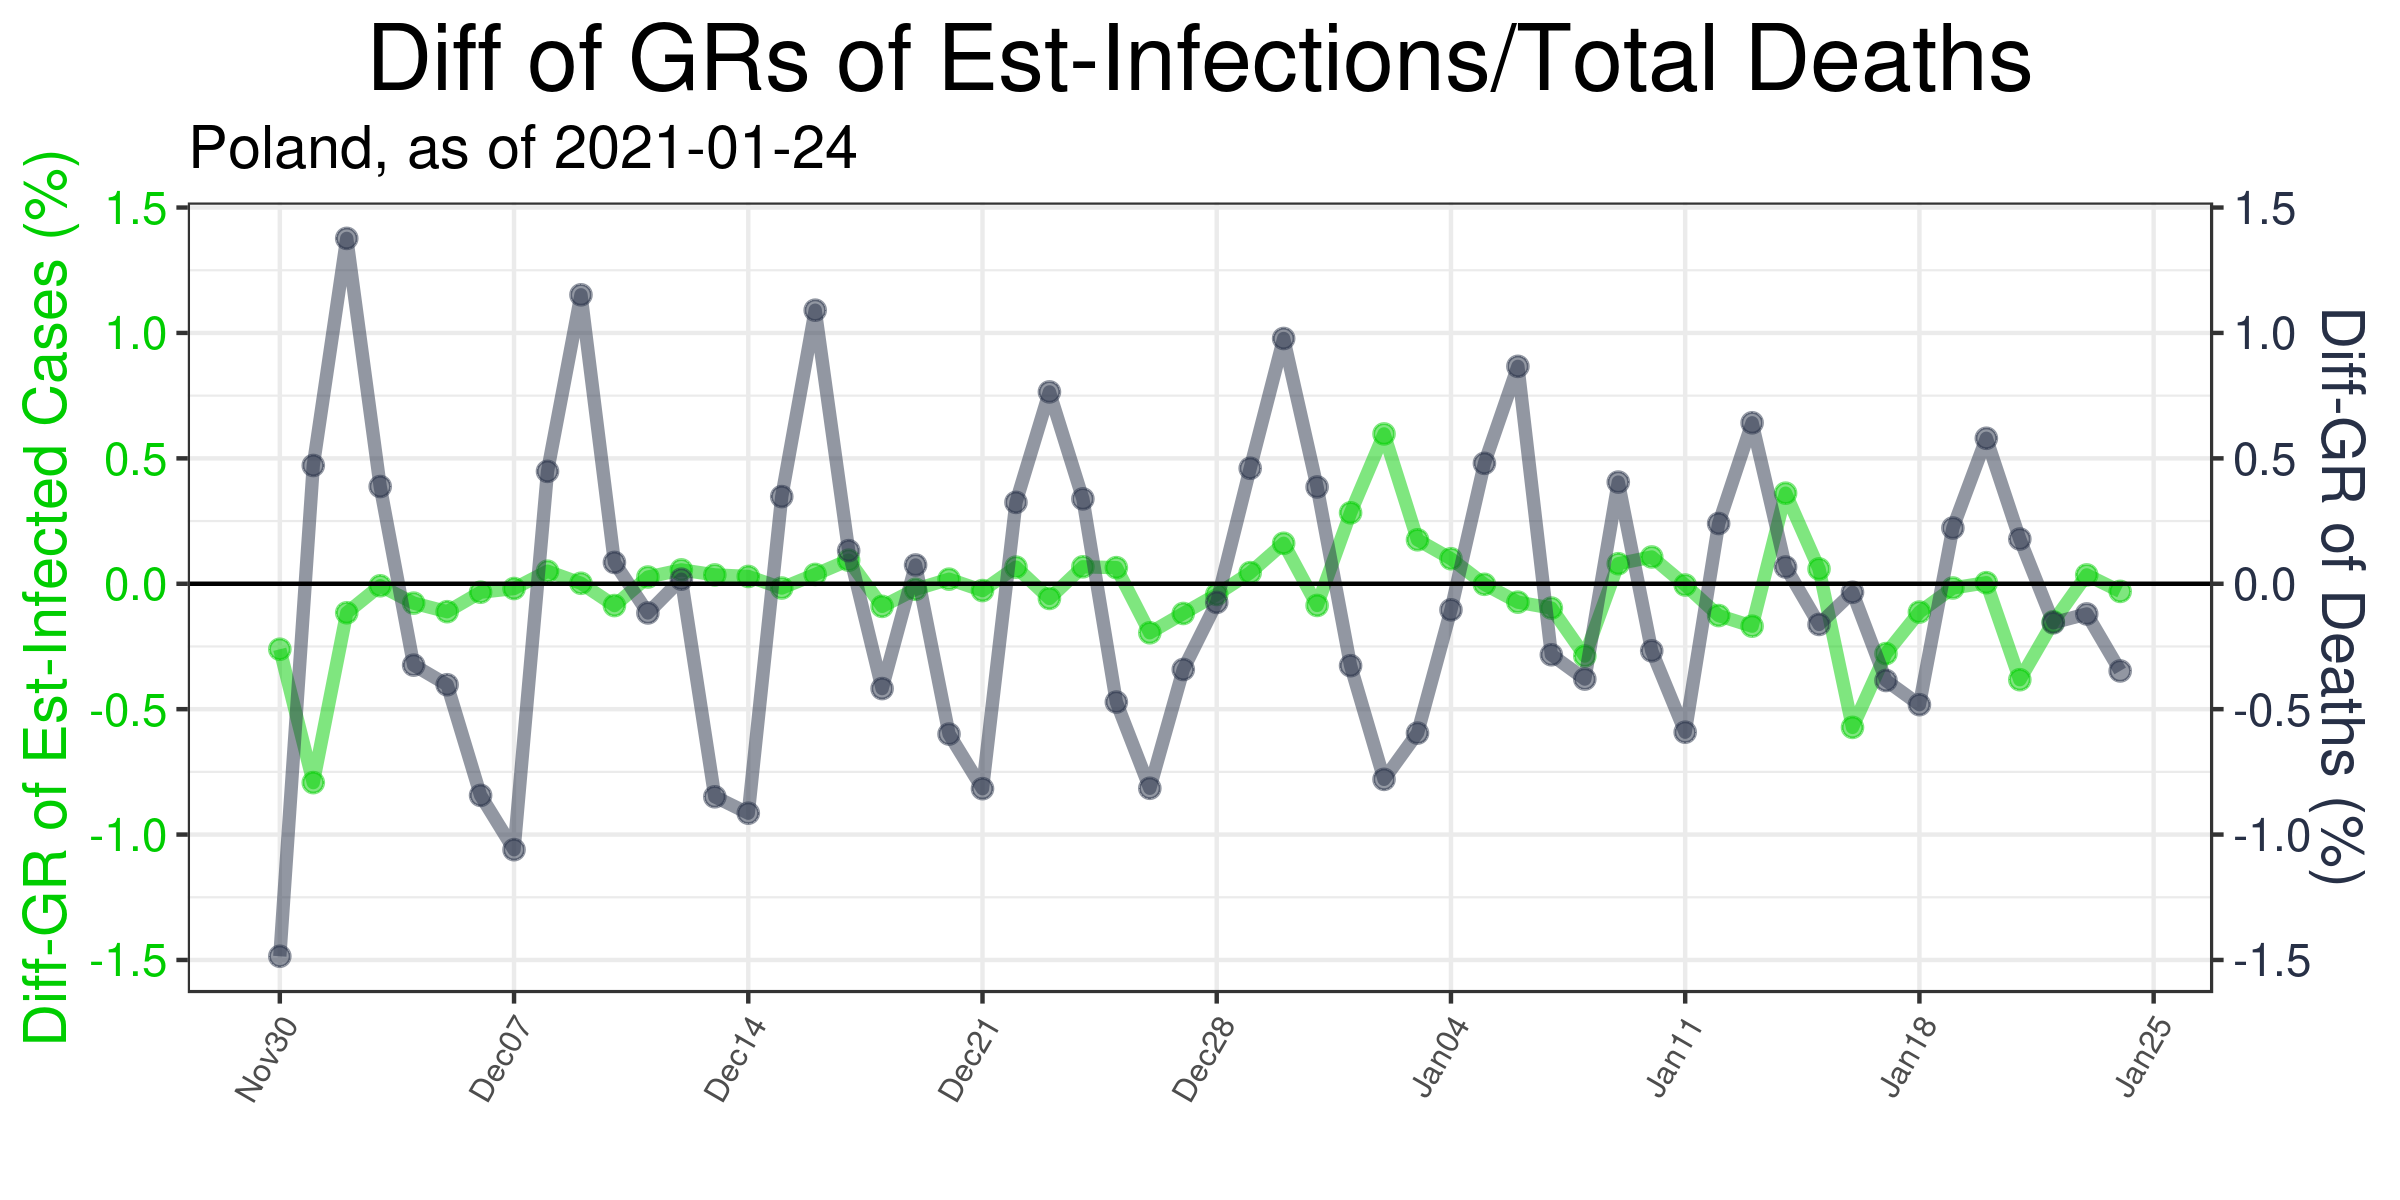 Diff of GRs of Est-Infections/Total Deaths
Poland, as of 2021-01-24
Diff-GR of Est-Infected Cases (%)
1.5
1.0
0.5
0.0
-0.5
-1.0
-1.5
1.5
1.0
0.5
0.0
-0.5
-1.0
-1.5
Diff-GR of Deaths (%)
Nov30
Dec07
Dec14
Dec21
Dec28
Jan04
Jan11
Jan18
Jan25